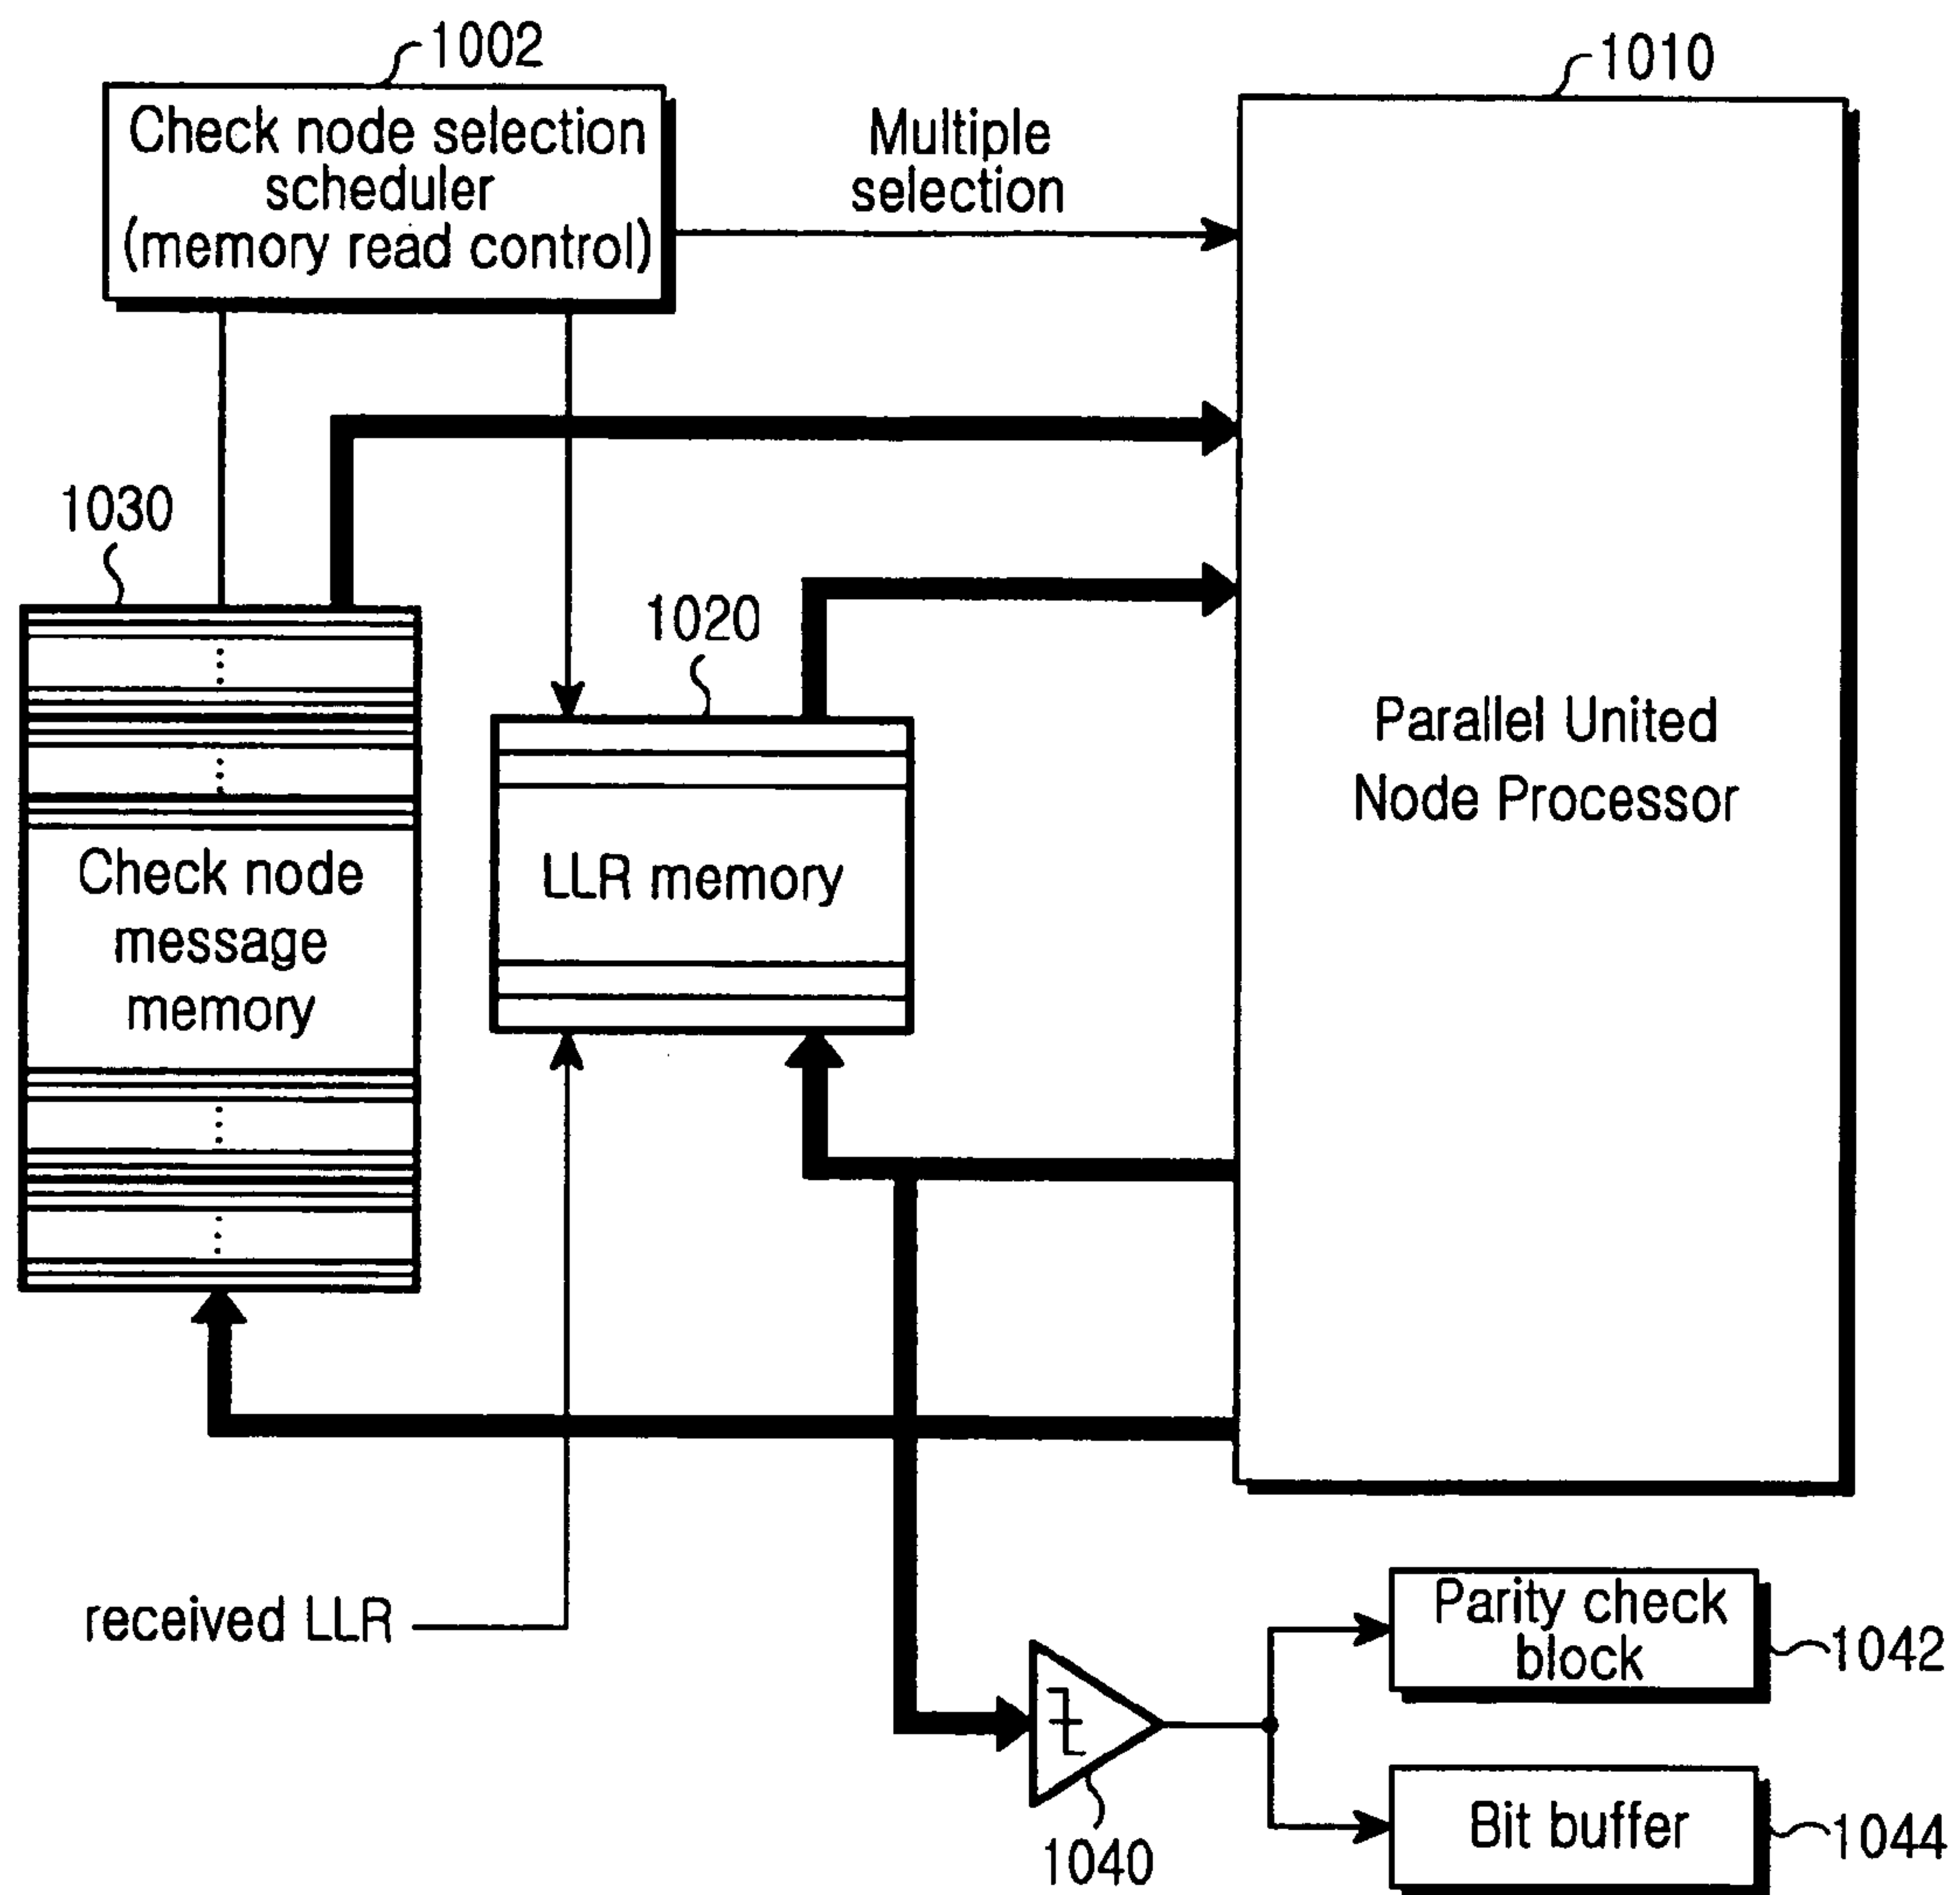 1002
1010
Check node selection
scheduler
(memory read control)
Multiple
selection
1030
1020
Parallel United
Node Processor
Check node
message
memory
LLR memory
received LLR
Parity check
block
1042
Bit buffer
1044
1040